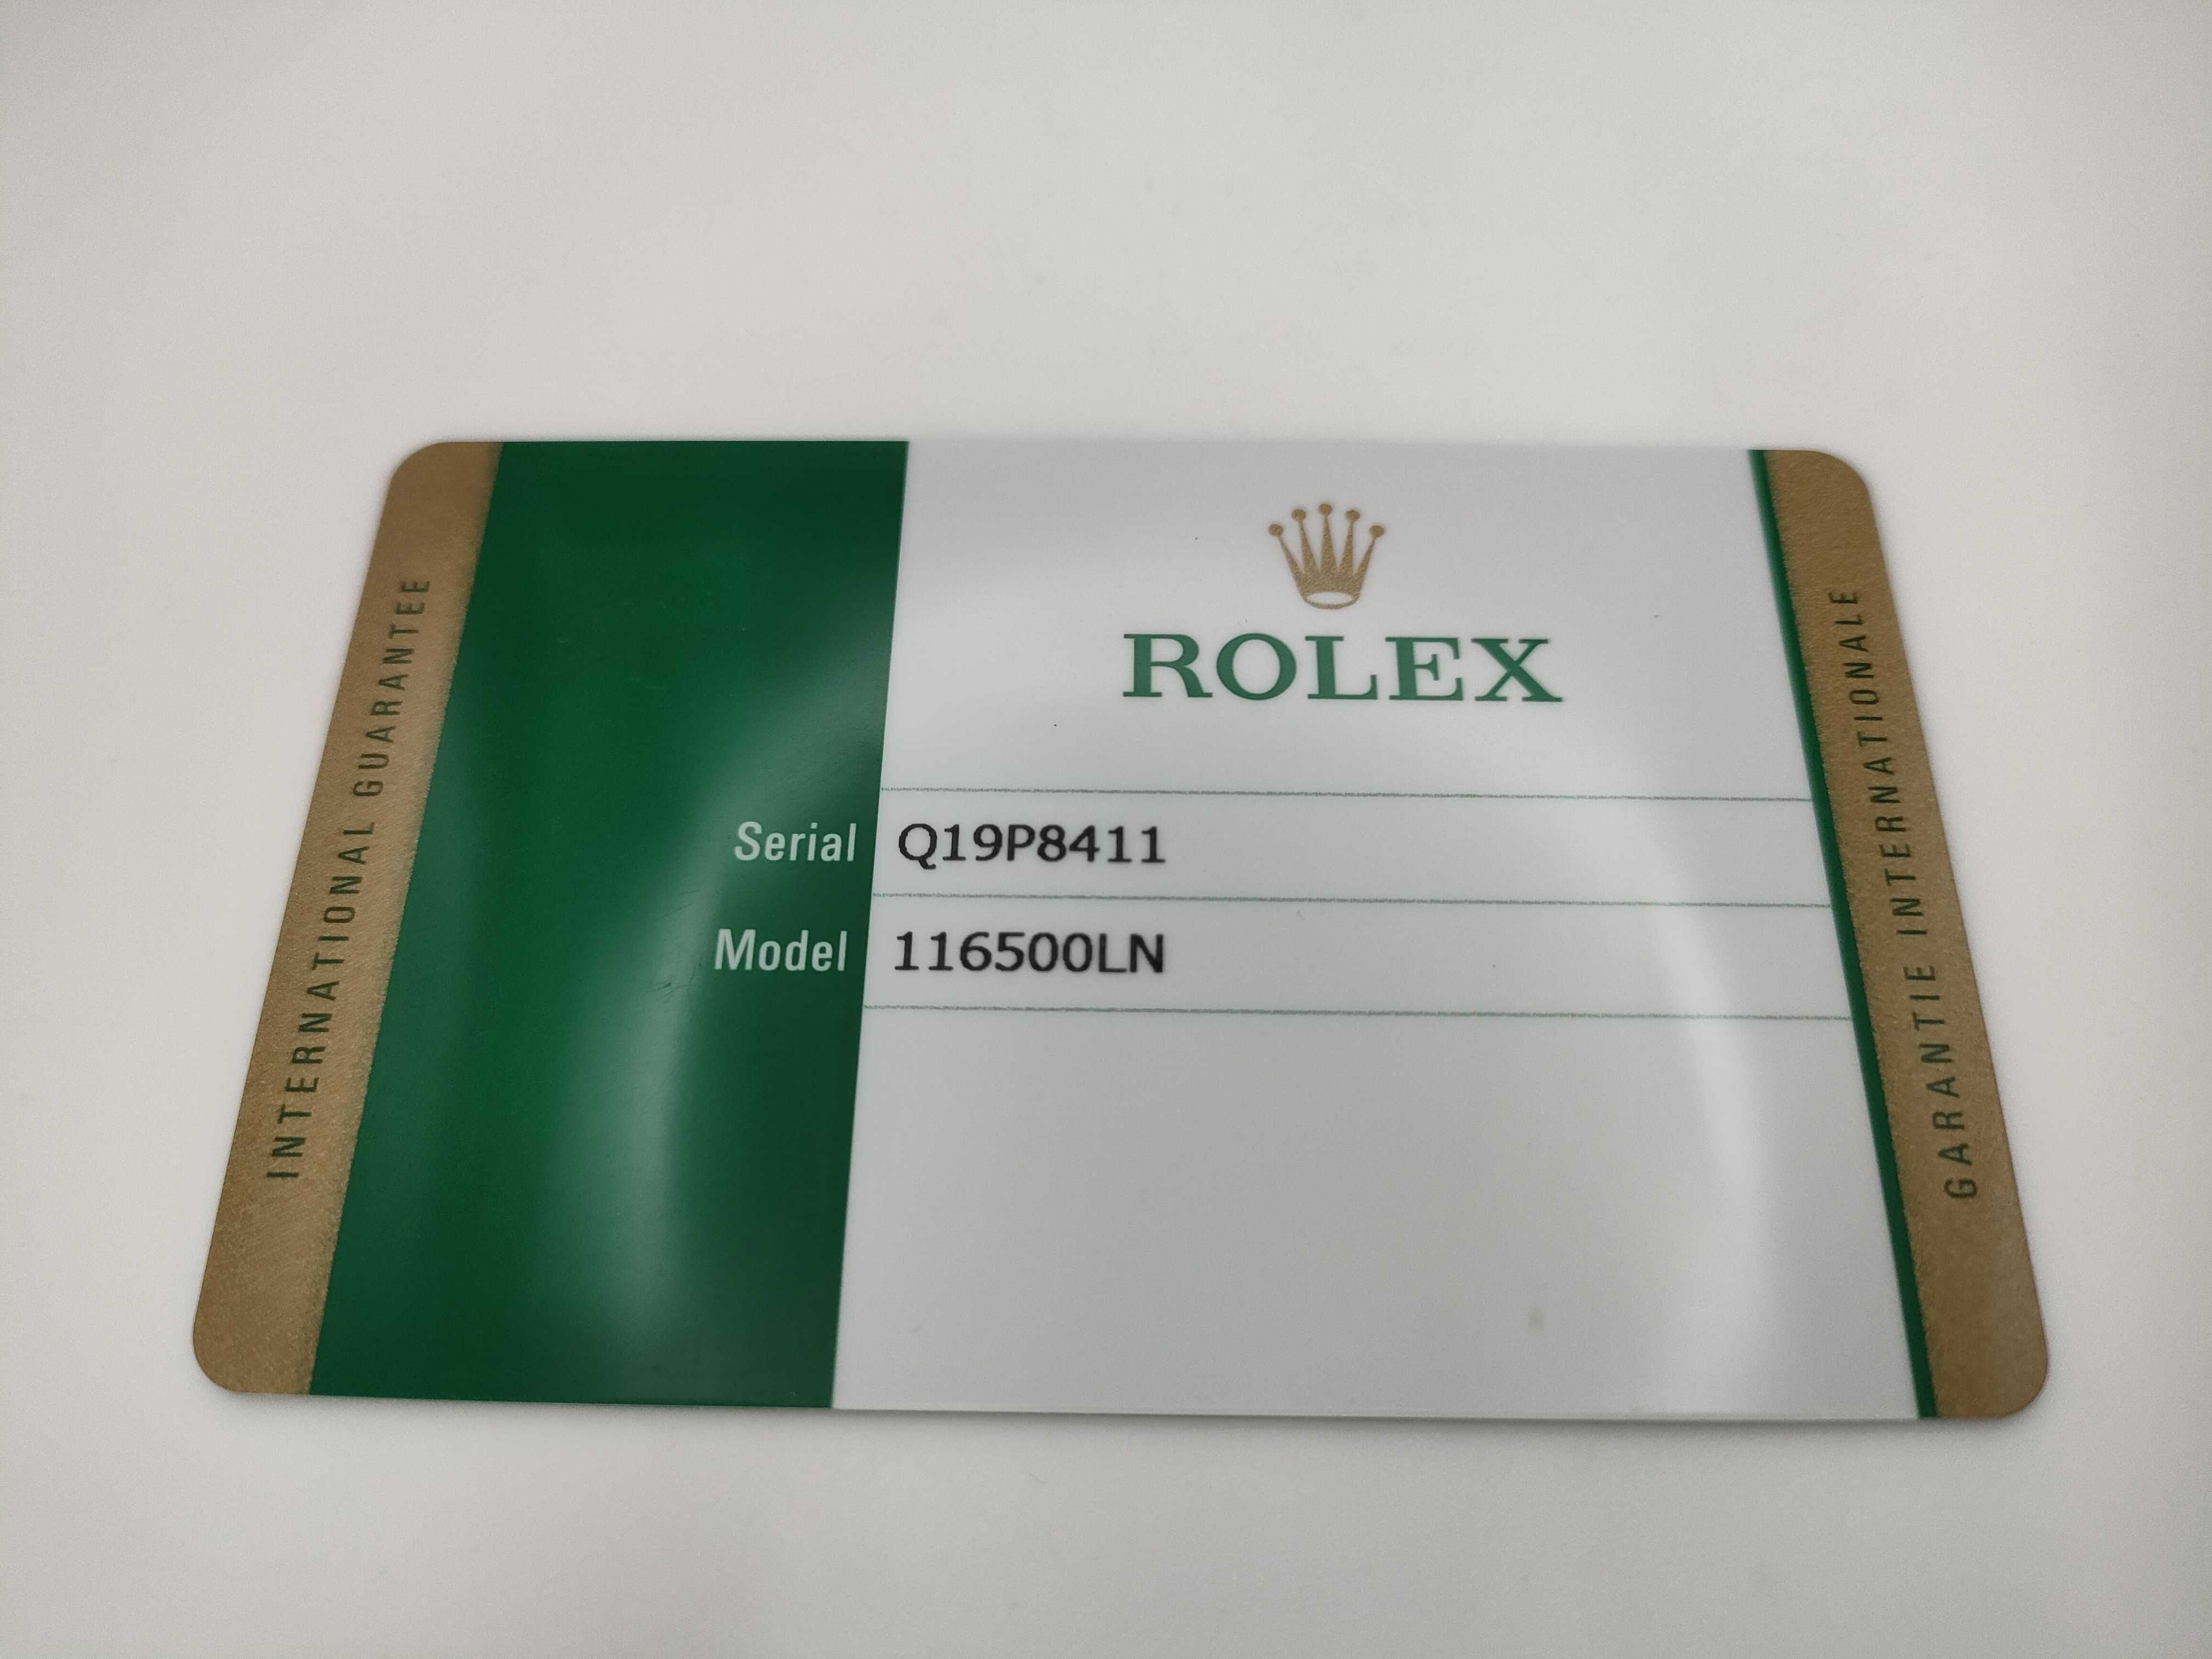 INTERNATIONAL GUARANTEE
ROLEX
Serial Q19P8411
Model 116500LN
GARANTIE INTERNATIONALE